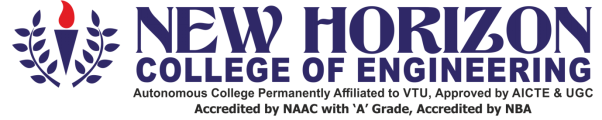 NEW HORIZON
COLLEGE OF ENGINEERING
Autonomous College Permanently Affiliated to VTU, Approved by AICTE & UGC
Accredited by NAAC with ‘A’ Grade, Accredited by NBA